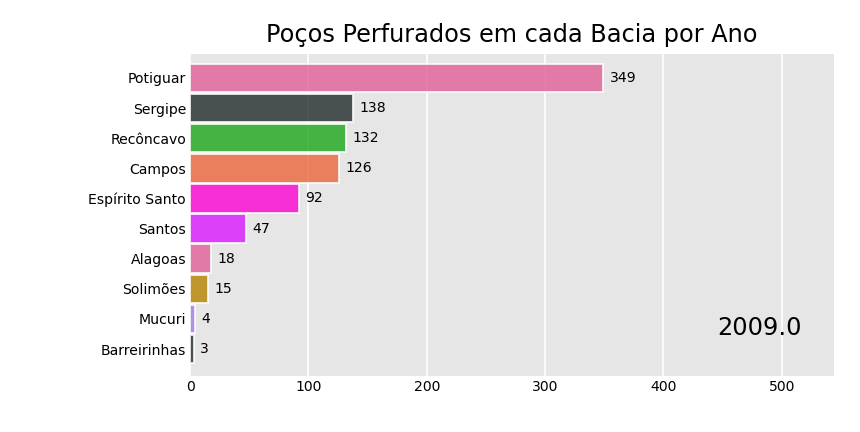 Poços Perfurados em cada Bacia por Ano
Potiguar 349
Sergipe 138
Recôncavo 132
Campos 126
Espírito Santo 92
Santos 47
Alagoas 18
Solimões 15
Mucuri 4
2009.0
Barreirinhas 3
0 100 200 300 400 500